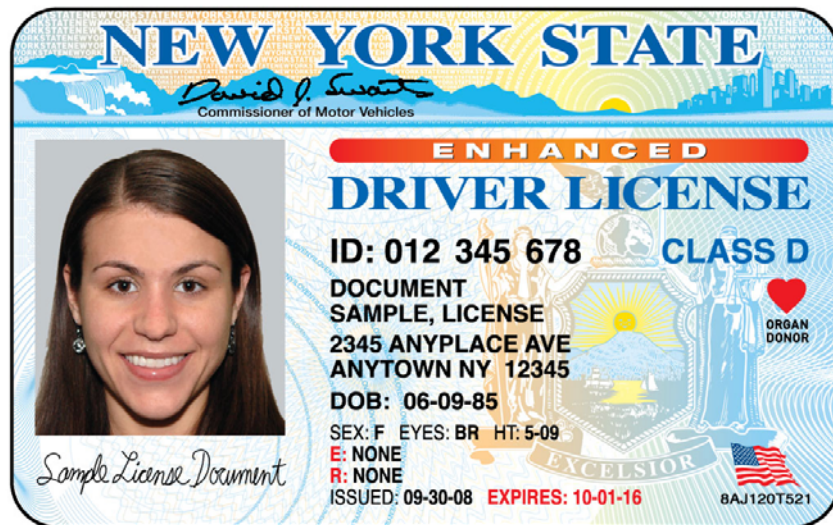 NEW YORK STATE
David J. Swarts
Commissioner of Motor Vehicles
ENHANCED
DRIVER LICENSE
ID: 012 345 678 CLASS D
DOCUMENT
SAMPLE, LICENSE
2345 ANYPLACE AVE
ANYTOWN NY 12345
ORGAN
DONOR
DOB: 06-09-85
SEX: F EYES: BR HT: 5-09
E: NONE
R: NONE
ISSUED: 09-30-08 EXPIRES: 10-01-16
EXCELSIOR
8AJ120T521
Sample License Document